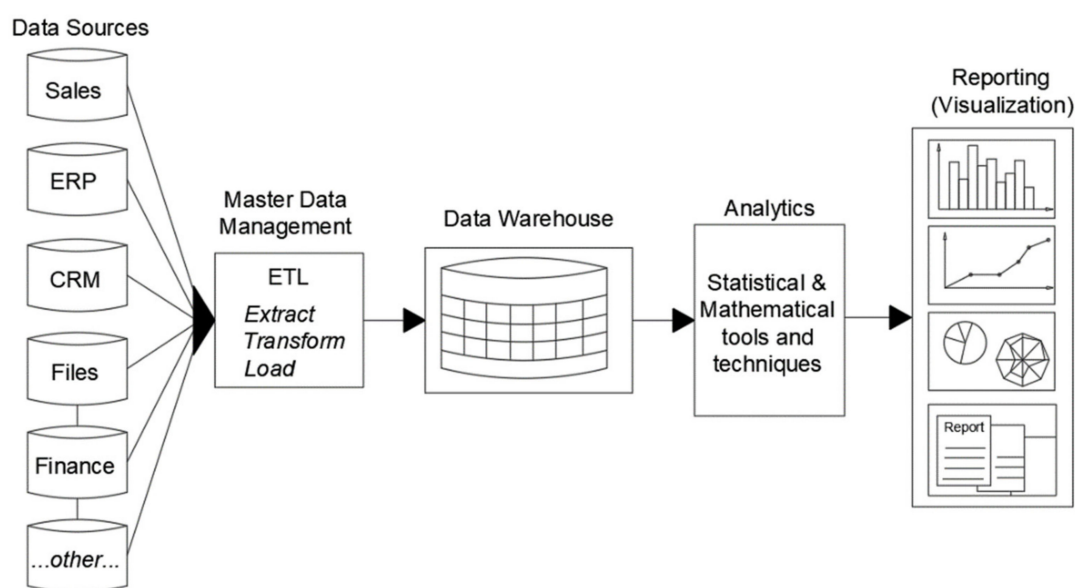 Data Sources
Sales
ERP
CRM
Files
Finance
...other...
Master Data
Management
ETL
Extract
Transform
Load
Data Warehouse
Analytics
Statistical &
Mathematical
tools and
techniques
Reporting
(Visualization)
Report